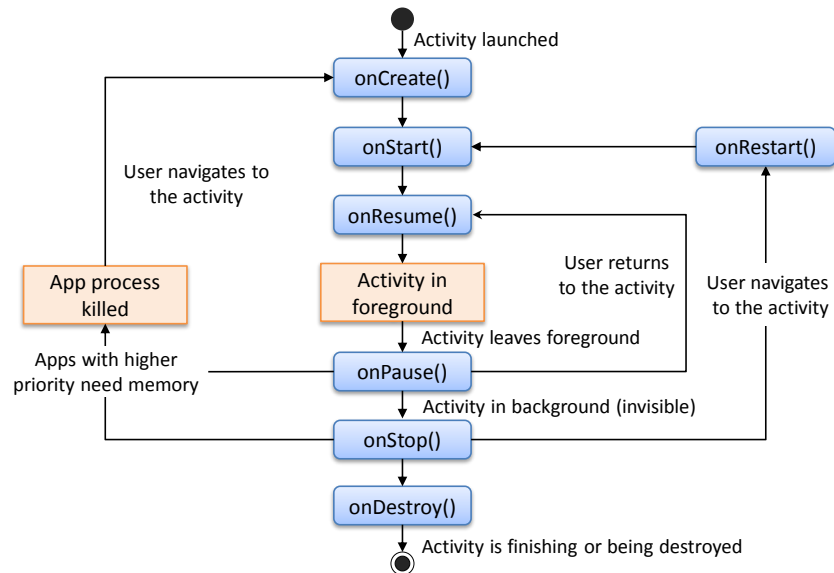 Activity launched
onCreate()
onStart()
onRestart()
User navigates to
the activity
onResume()
App process
killed
Activity in
foreground
User returns
to the activity
User navigates
to the activity
Activity leaves foreground
Apps with higher
priority need memory
onPause()
Activity in background (invisible)
onStop()
onDestroy()
Activity is finishing or being destroyed